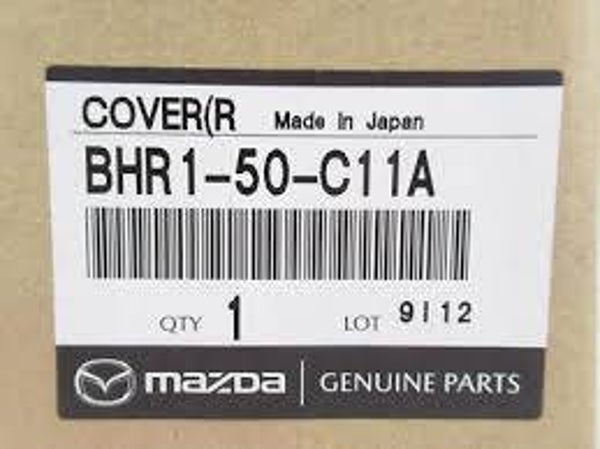 COVER(R Made In Japan
BHR1-50-C11A
QTY 1 LOT 9I12
mazda GENUINE PARTS